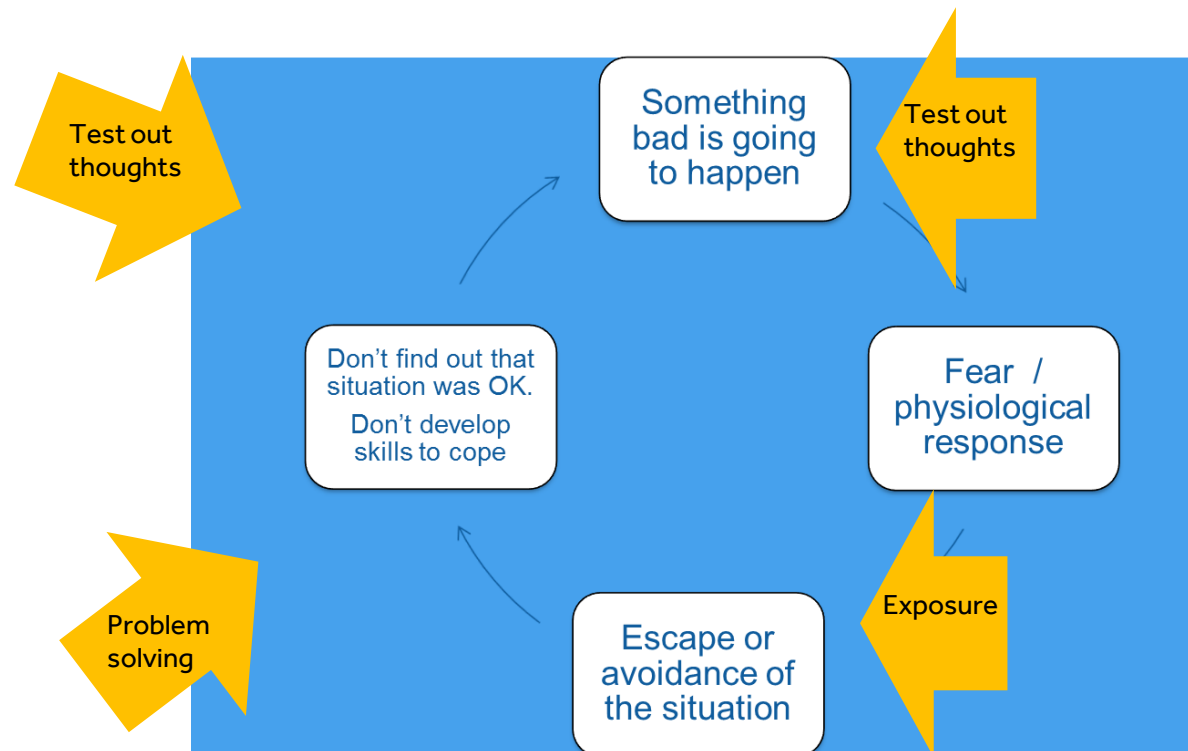 Test out
thoughts
Something
bad is going
to happen
Test out
thoughts
Don’t find out that
situation was OK.
Don’t develop
skills to cope
Fear /
physiological
response
Problem
solving
Escape or
avoidance of
the situation
Exposure